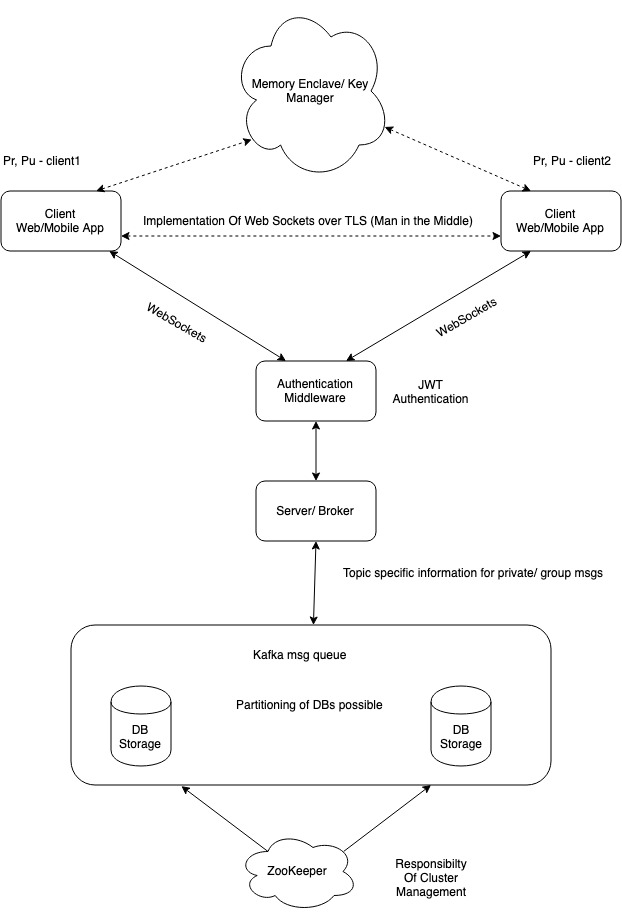 Memory Enclave/ Key
Manager
Pr, Pu - client1
Pr, Pu - client2
Client
Web/Mobile App
Implementation Of Web Sockets over TLS (Man in the Middle)
Client
Web/Mobile App
WebSockets
WebSockets
Authentication
Middleware
JWT
Authentication
Server/ Broker
Topic specific information for private/ group msgs
Kafka msg queue
Partitioning of DBs possible
DB
Storage
DB
Storage
ZooKeeper
Responsibilty
Of Cluster
Management